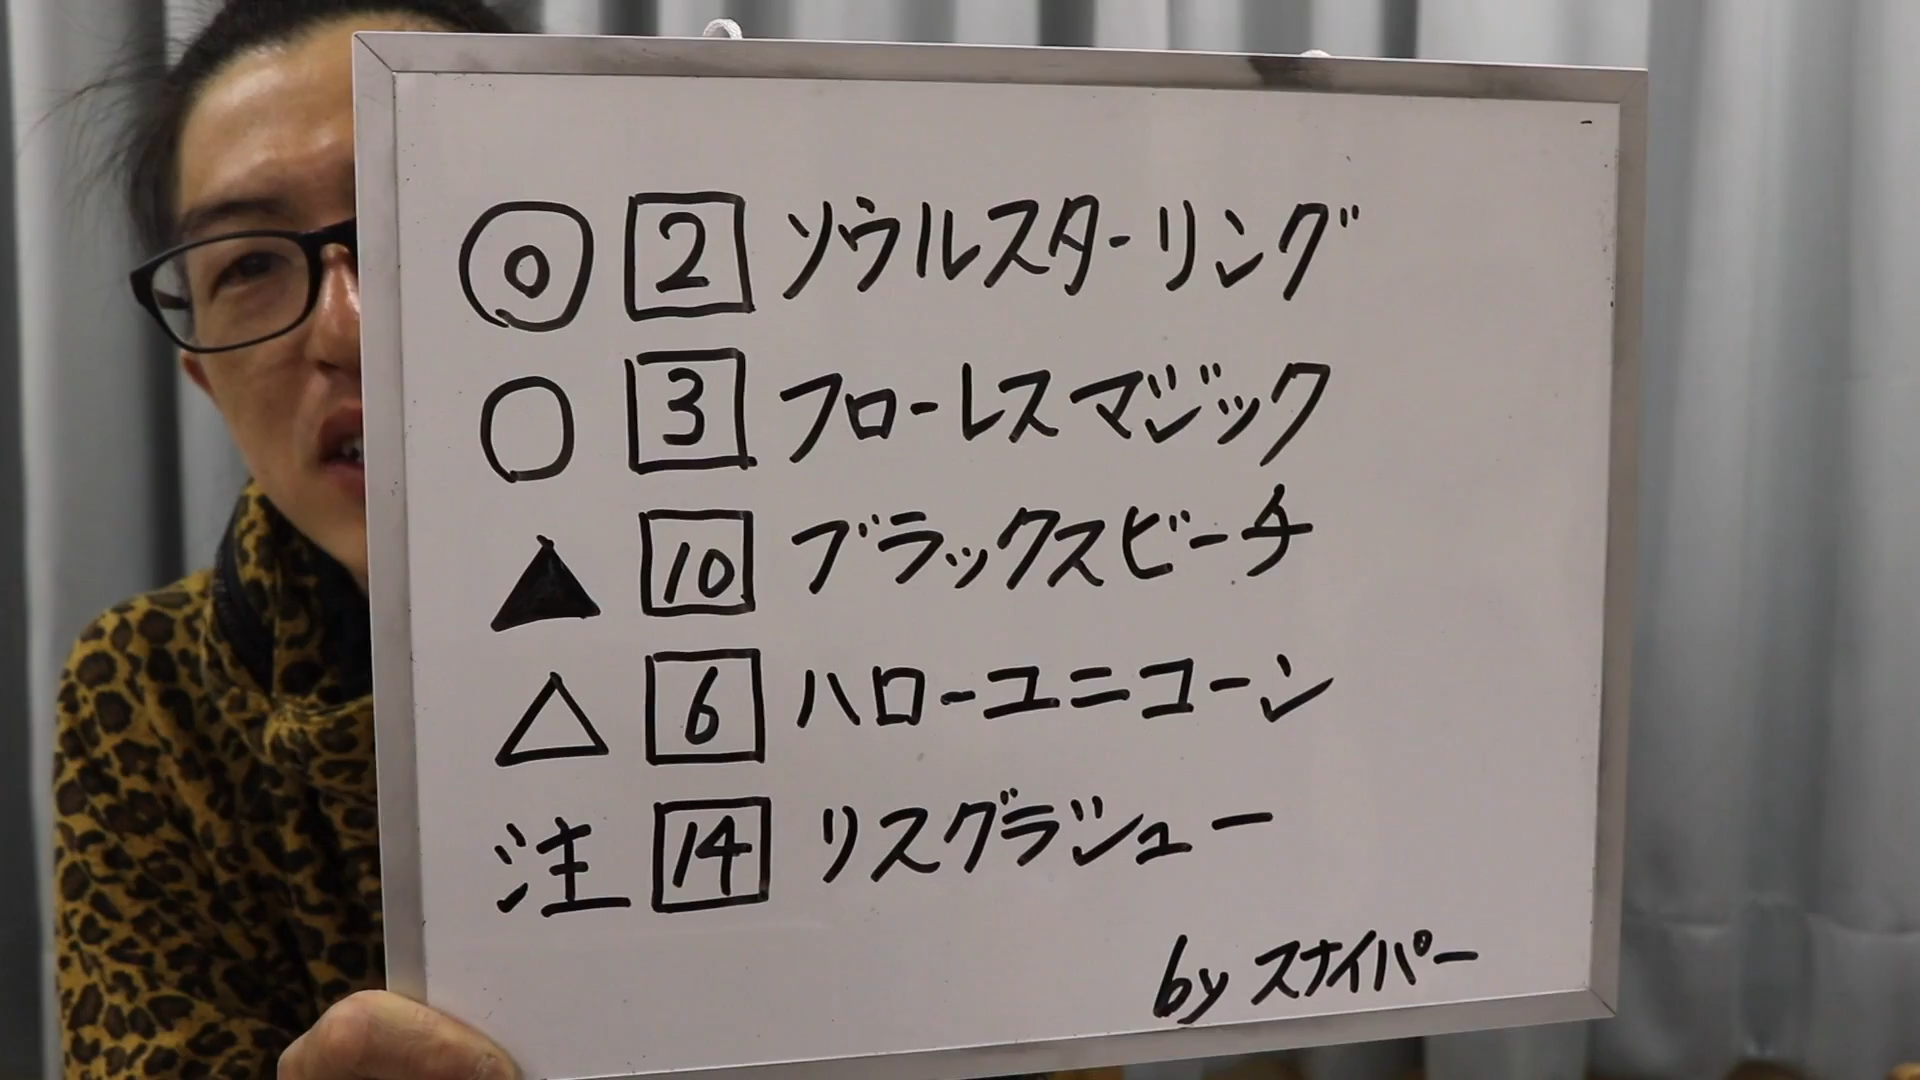 ◎ 2 ソウルスターリング
○ 3 フローレスマジック
▲ 10 ブラックスビーチ
△ 6 ハローユニコーン
注 14 リスグラジュー
by スナイパー